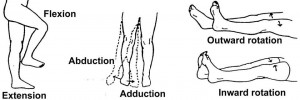 Flexion
Extension
Abduction
Adduction
Outward rotation
Inward rotation